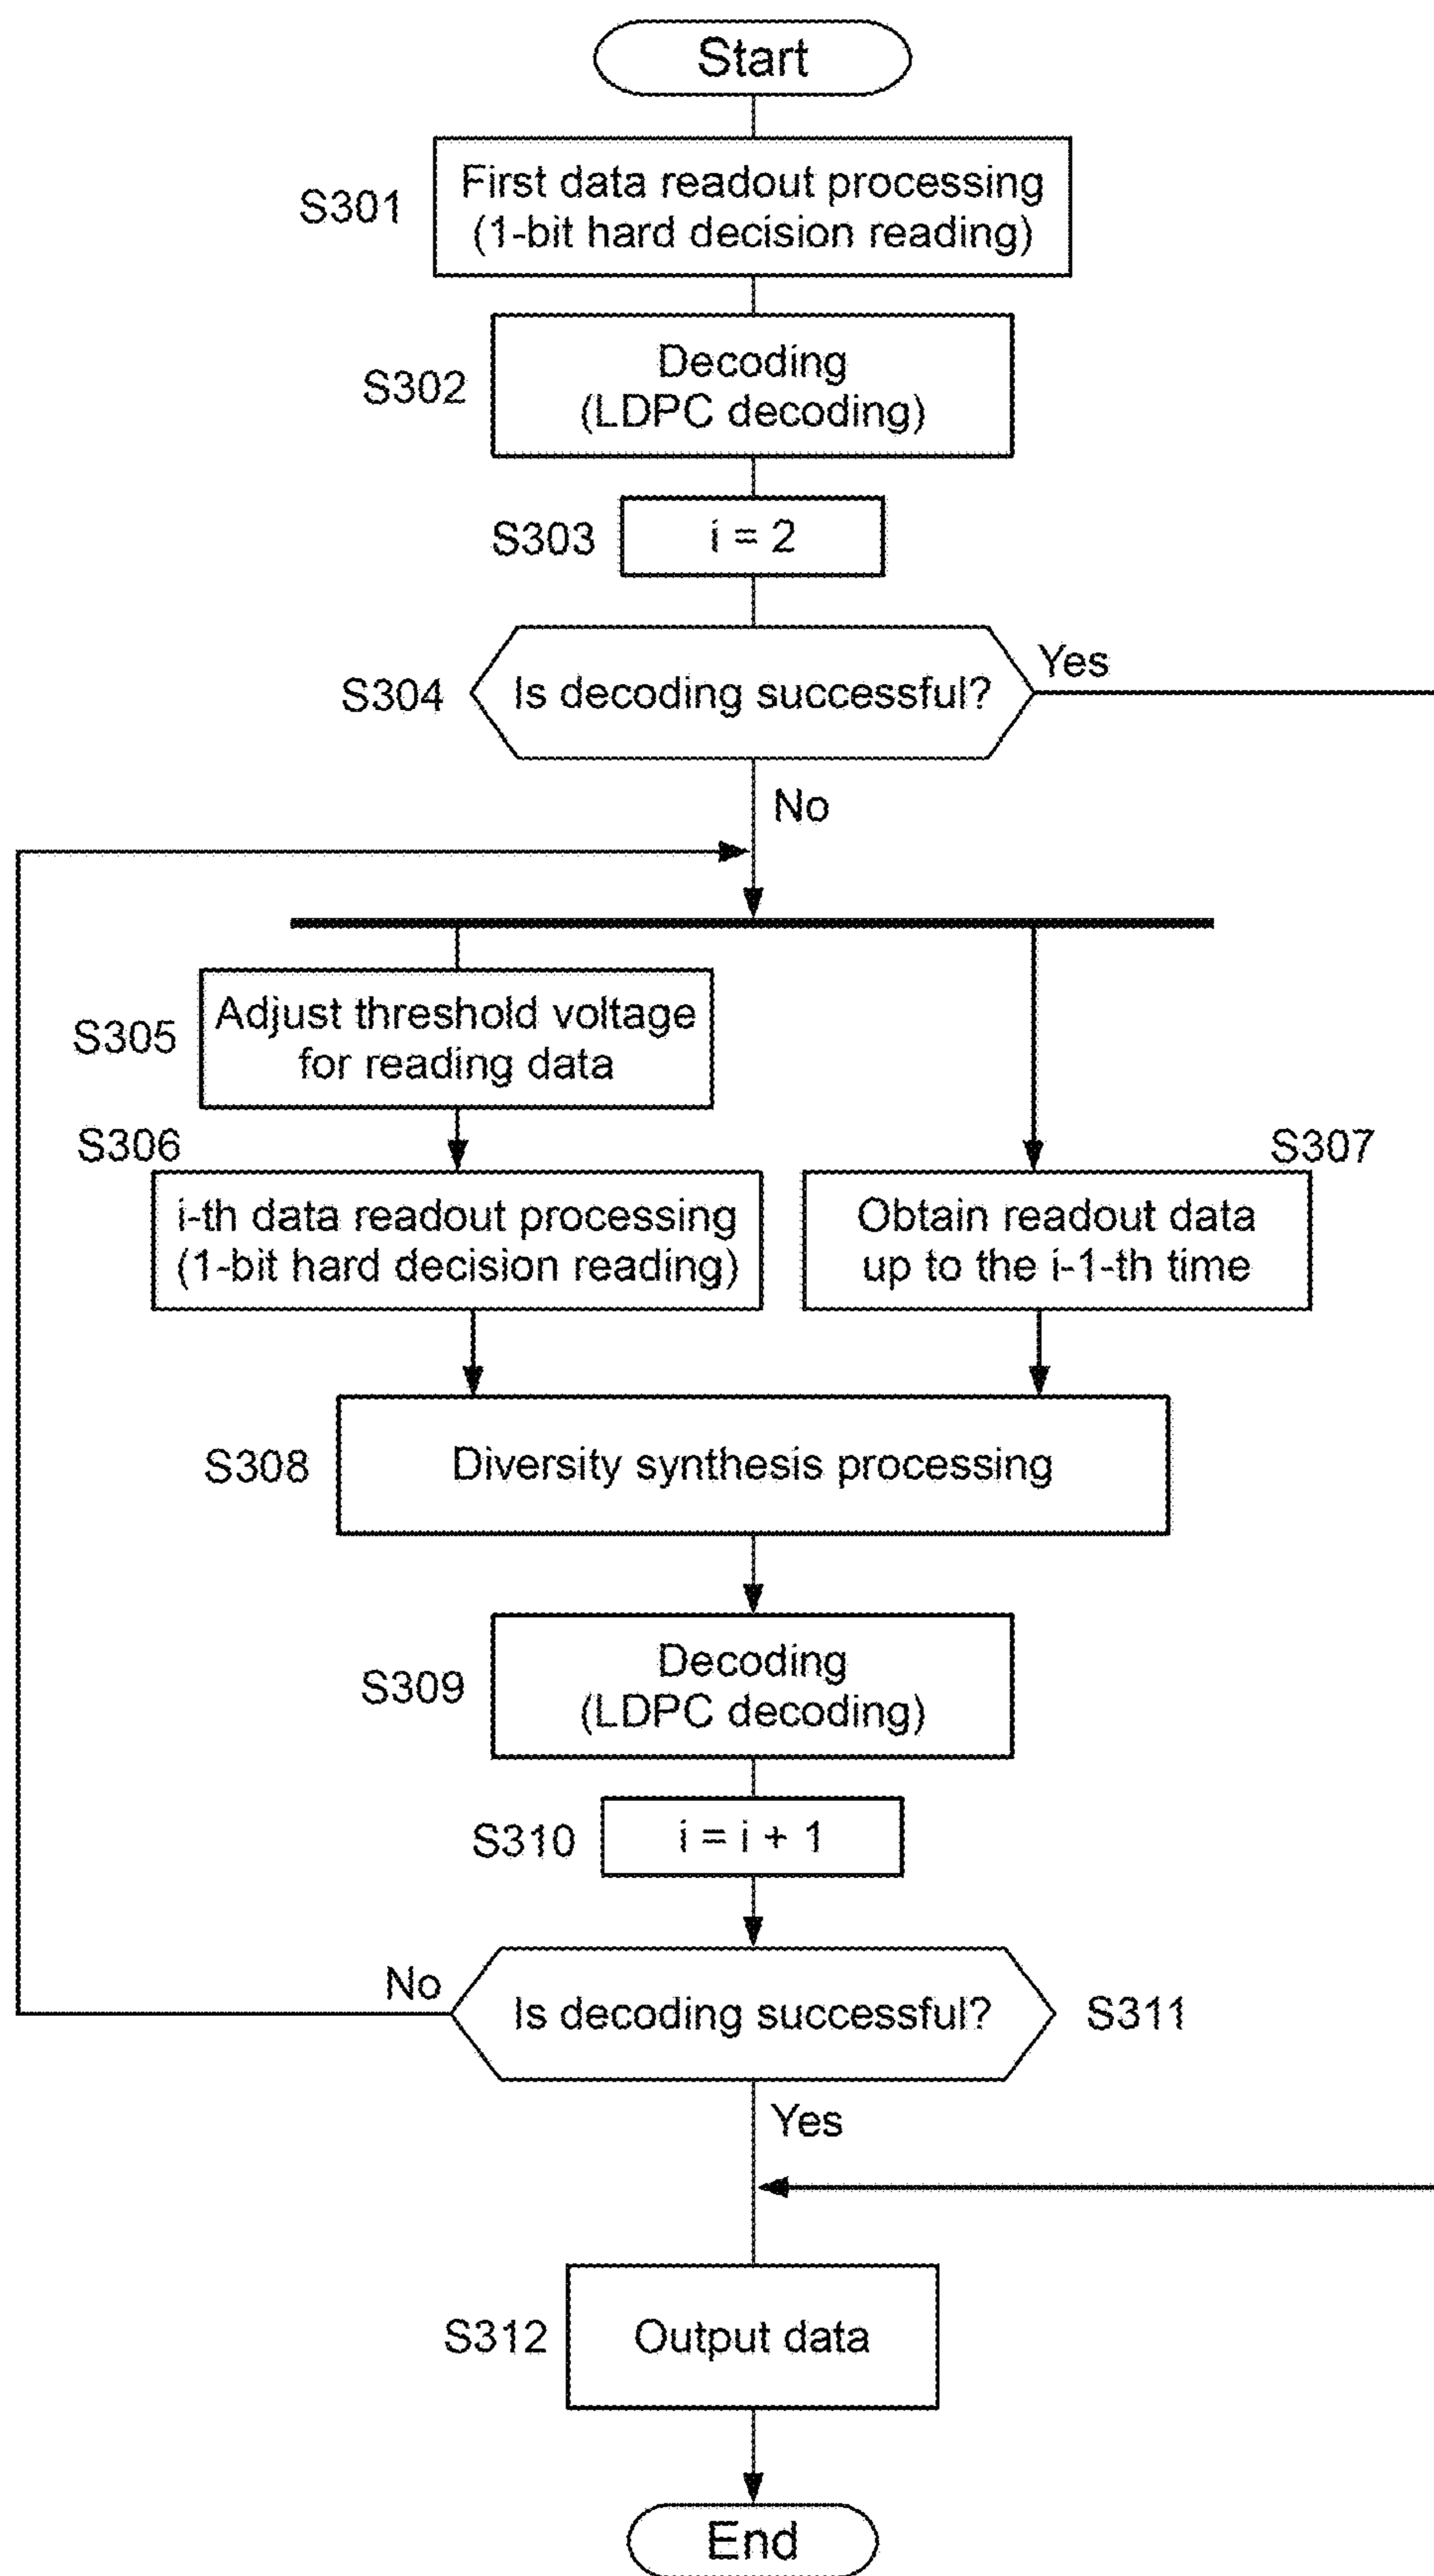 Start
S301
First data readout processing
(1-bit hard decision reading)
S302
Decoding
(LDPC decoding)
S303
i = 2
S304
Is decoding successful?
Yes
No
S305
Adjust threshold voltage
for reading data
S306
i-th data readout processing
(1-bit hard decision reading)
S307
Obtain readout data
up to the i-1-th time
S308
Diversity synthesis processing
S309
Decoding
(LDPC decoding)
S310
i = i + 1
No
Is decoding successful?
S311
Yes
S312
Output data
End